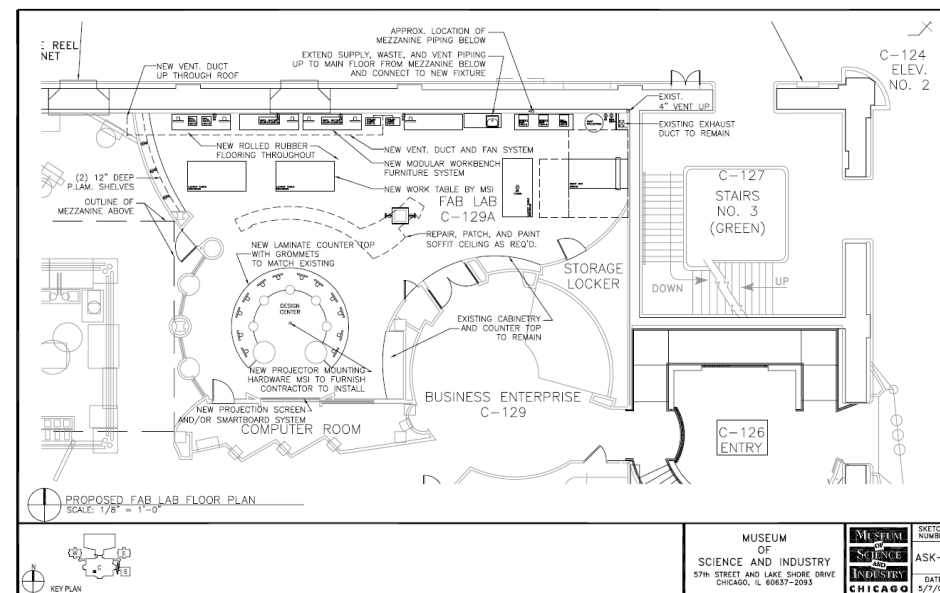 E REEL
NET
NEW VENT. DUCT
UP THROUGH ROOF
APPROX. LOCATION OF
MEZZANINE PIPING BELOW
EXTEND SUPPLY, WASTE, AND VENT PIPIING
UP TO MAIN FLOOR FROM MEZZANINE BELOW
AND CONNECT TO NEW FIXTURE
C-124
ELEV.
NO. 2
EXIST.
4" VENT UP
EXISTING EXHAUST
DUCT TO REMAIN
NEW ROLLED RUBBER
FLOORING THROUGHOUT
NEW VENT. DUCT AND FAN SYSTEM
NEW MODULAR WORKBENCH
FURNITURE SYSTEM
NEW WORK TABLE BY MSI
FAB LAB
C-129A
(2) 12" DEEP
P.LAM. SHELVES
OUTLINE OF
MEZZANINE ABOVE
C-127
STAIRS
NO. 3
(GREEN)
REPAIR, PATCH, AND PAINT
SOFFIT CEILING AS REQ'D.
NEW LAMINATE COUNTER TOP
WITH GROMMETS
TO MATCH EXISTING
STORAGE
LOCKER
DOWN
UP
DESIGN
CENTER
EXISTING CABINETRY
AND COUNTER TOP
TO REMAIN
NEW PROJECTOR MOUNTING
HARDWARE MSI TO FURNISH
CONTRACTOR TO INSTALL
BUSINESS ENTERPRISE
C-129
NEW PROJECTION SCREEN
AND/OR SMARTBOARD SYSTEM
COMPUTER ROOM
C-126
ENTRY
PROPOSED FAB LAB FLOOR PLAN
SCALE: 1/8" = 1'-0"
N
KEY PLAN
W
E
C
S
MUSEUM
OF
SCIENCE AND INDUSTRY
57th STREET AND LAKE SHORE DRIVE
CHICAGO, IL 60637-2093
MUSEUM
OF
SCIENCE
AND
INDUSTRY
CHICAGO
SKETC
NUMBE
ASK-
DATE
5/7/0